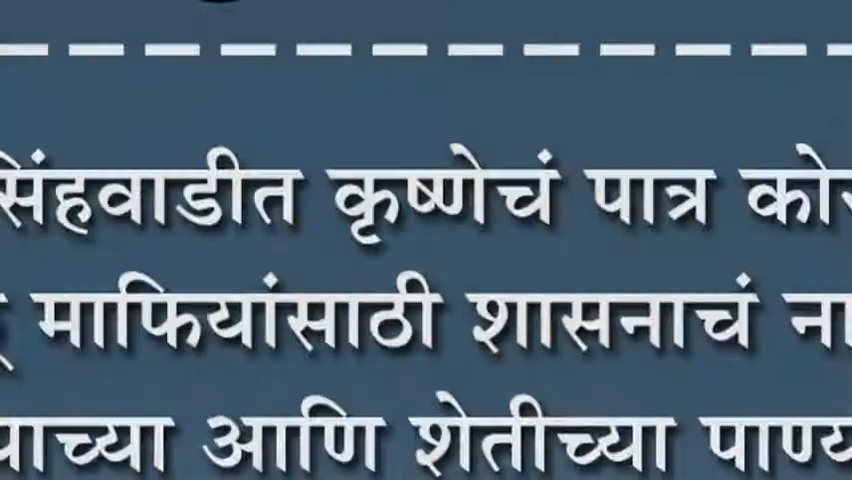 सिंहवाडीत कृष्णेचं पात्र
माफियांसाठी शासनाचं
आणि शेतीच्या